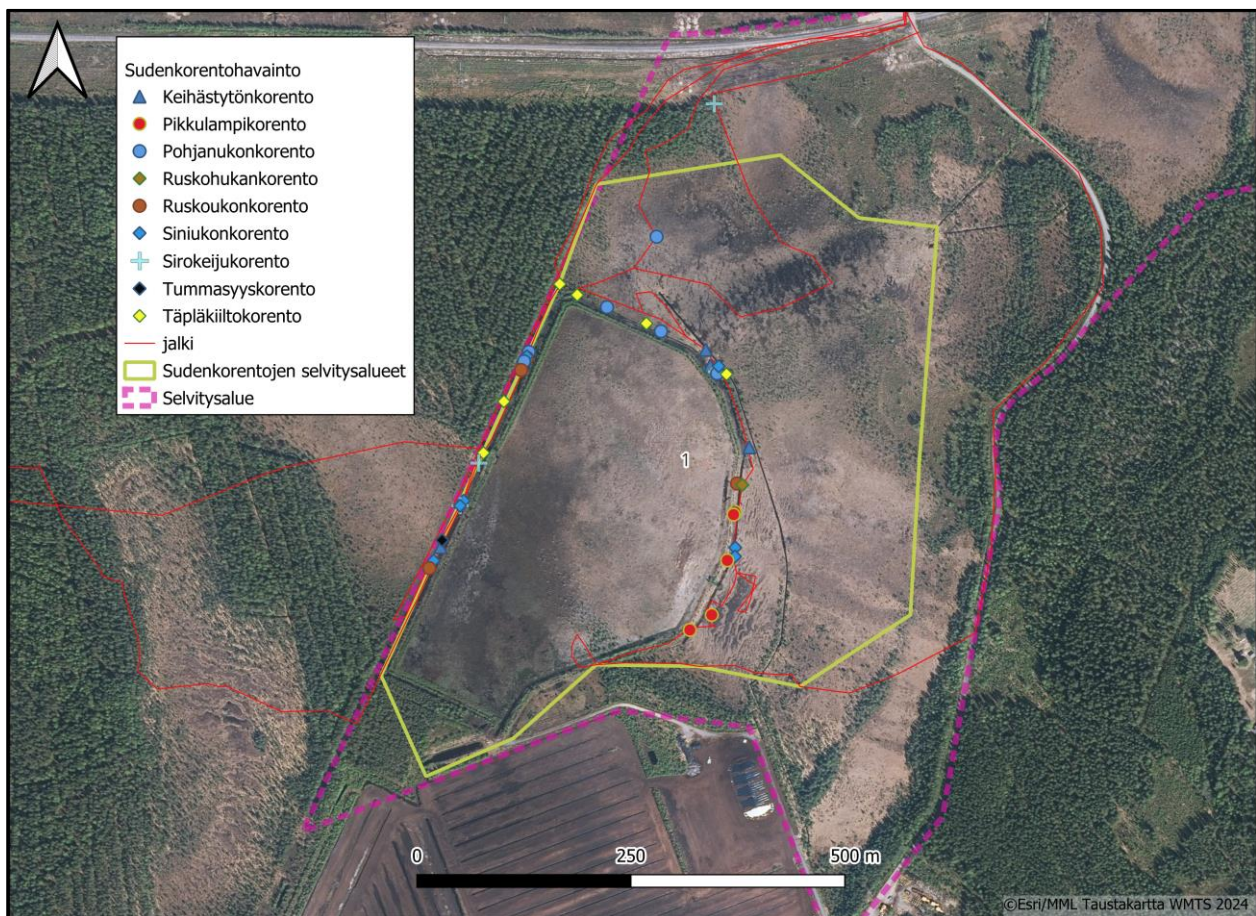 Sudenkorentohavainto
Keihästytönkorento
Pikkulampikorento
Pohjanukonkorento
Ruskohukankorento
Ruskoukonkorento
Siniukonkorento
Sirokeijukorento
Tummasyyskorento
Täpläkiiltokorento
jalki
Sudenkorentojen selvitysalueet
Selvitysalue
1
0 250 500 m
©Esri/MML Taustakartta WMTS 2024